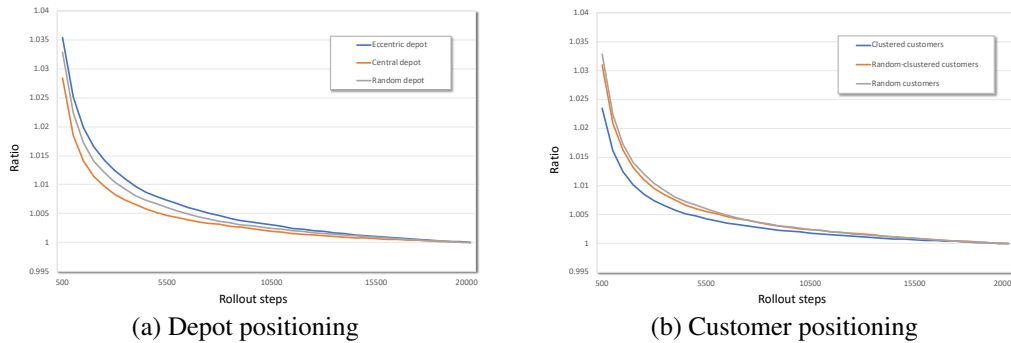 1.04
1.035
1.03
1.025
1.02
1.015
1.01
1.005
1
0.995
Ratio
Eccentric depot
Central depot
Random depot
500
5500
10500
15500
20000
Rollout steps
(a) Depot positioning
1.04
1.035
1.03
1.025
1.02
1.015
1.01
1.005
1
0.995
Ratio
Clustered customers
Random-clsustered customers
Random customers
500
5500
10500
15500
2000
Rollout steps
(b) Customer positioning